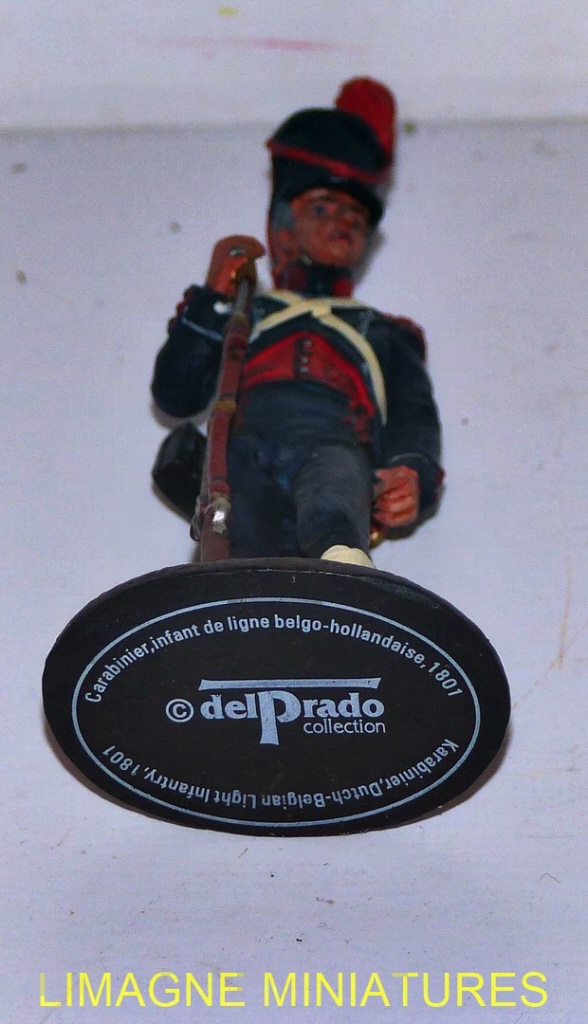 Carabinier,infant de ligne belgo-hollandaise,1801
© delPrado
collection
Karabinier,Dutch-Belgian Light Infantry,1801
LIMAGNE MINIATURES